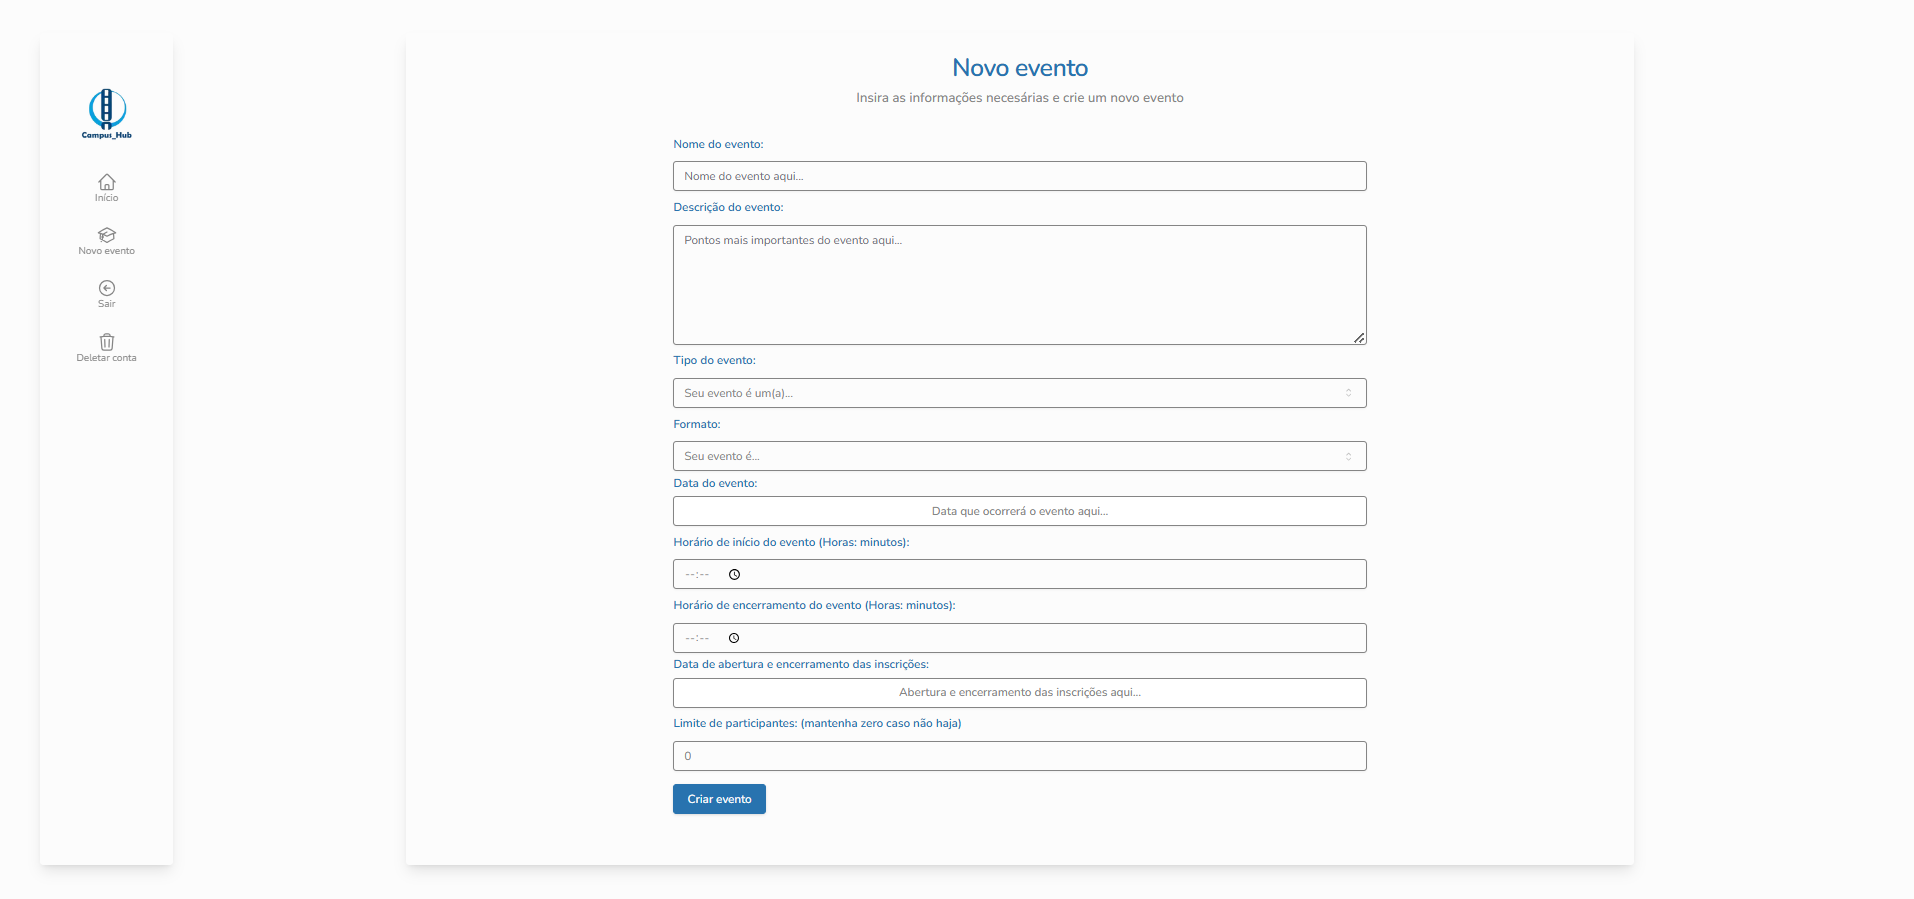 Campus_Hub
Início
Novo evento
Sair
Deletar conta
Novo evento
Insira as informações necesárias e crie um novo evento
Nome do evento:
Nome do evento aqui...
Descrição do evento:
Pontos mais importantes do evento aqui...
Tipo do evento:
Seu evento é um(a)...
Formato:
Seu evento é...
Data do evento:
Data que ocorrerá o evento aqui...
Horário de início do evento (Horas: minutos):
--:--
Horário de encerramento do evento (Horas: minutos):
--:--
Data de abertura e encerramento das inscrições:
Abertura e encerramento das inscrições aqui...
Limite de participantes: (mantenha zero caso não haja)
0
Criar evento